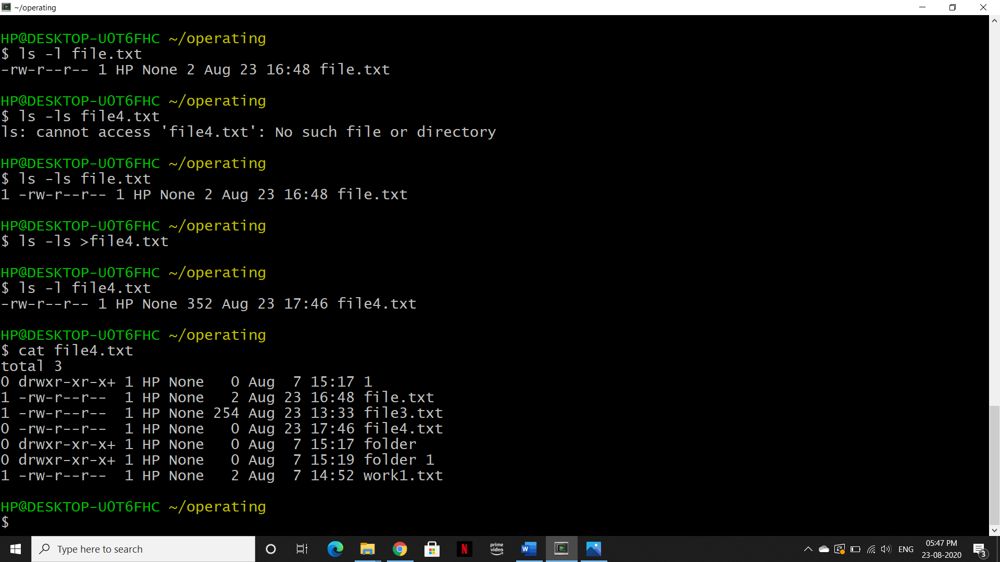 ~/operating
HP@DESKTOP-U0T6FHC ~/operating
$ ls -l file.txt
-rw-r--r-- 1 HP None 2 Aug 23 16:48 file.txt
HP@DESKTOP-U0T6FHC ~/operating
$ ls -ls file4.txt
ls: cannot access 'file4.txt': No such file or directory
HP@DESKTOP-U0T6FHC ~/operating
$ ls -ls file.txt
1 -rw-r--r-- 1 HP None 2 Aug 23 16:48 file.txt
HP@DESKTOP-U0T6FHC ~/operating
$ ls -ls >file4.txt
HP@DESKTOP-U0T6FHC ~/operating
$ ls -l file4.txt
-rw-r--r-- 1 HP None 352 Aug 23 17:46 file4.txt
HP@DESKTOP-U0T6FHC ~/operating
$ cat file4.txt
total 3
0 drwxr-xr-x+ 1 HP None   0 Aug  7 15:17 1
1 -rw-r--r--  1 HP None   2 Aug 23 16:48 file.txt
1 -rw-r--r--  1 HP None 254 Aug 23 13:33 file3.txt
0 -rw-r--r--  1 HP None   0 Aug 23 17:46 file4.txt
0 drwxr-xr-x+ 1 HP None   0 Aug  7 15:17 folder
0 drwxr-xr-x+ 1 HP None   0 Aug  7 15:19 folder 1
1 -rw-r--r--  1 HP None   2 Aug  7 14:52 work1.txt
HP@DESKTOP-U0T6FHC ~/operating
$
Type here to search
N
prime video
W
ENG
05:47 PM
23-08-2020
3